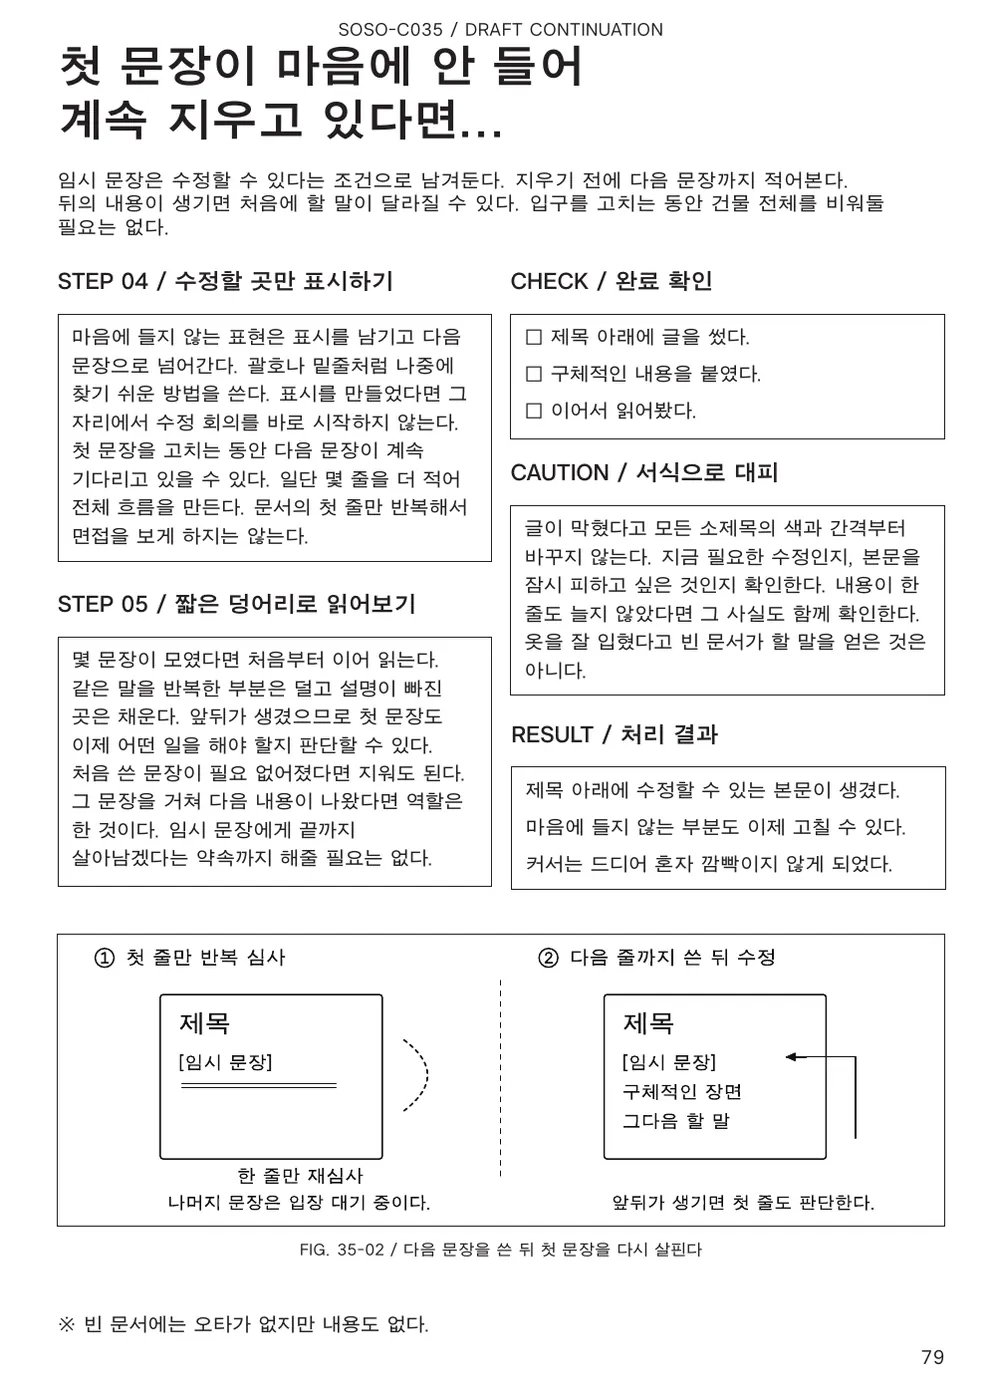 SOSO-C035 / DRAFT CONTINUATION
첫 문장이 마음에 안 들어
계속 지우고 있다면...
임시 문장은 수정할 수 있다는 조건으로 남겨둔다. 지우기 전에 다음 문장까지 적어본다.
뒤의 내용이 생기면 처음에 할 말이 달라질 수 있다. 입구를 고치는 동안 건물 전체를 비워둘
필요는 없다.
STEP 04 / 수정할 곳만 표시하기
마음에 들지 않는 표현은 표시를 남기고 다음
문장으로 넘어간다. 괄호나 밑줄처럼 나중에
찾기 쉬운 방법을 쓴다. 표시를 만들었다면 그
자리에서 수정 회의를 바로 시작하지 않는다.
첫 문장을 고치는 동안 다음 문장이 계속
기다리고 있을 수 있다. 일단 몇 줄을 더 적어
전체 흐름을 만든다. 문서의 첫 줄만 반복해서
면접을 보게 하지는 않는다.
STEP 05 / 짧은 덩어리로 읽어보기
몇 문장이 모였다면 처음부터 이어 읽는다.
같은 말을 반복한 부분은 덜고 설명이 빠진
곳은 채운다. 앞뒤가 생겼으므로 첫 문장도
이제 어떤 일을 해야 할지 판단할 수 있다.
처음 쓴 문장이 필요 없어졌다면 지워도 된다.
그 문장을 거쳐 다음 내용이 나왔다면 역할은
한 것이다. 임시 문장에게 끝까지
살아남겠다는 약속까지 해줄 필요는 없다.
CHECK / 완료 확인
□ 제목 아래에 글을 썼다.
□ 구체적인 내용을 붙였다.
□ 이어서 읽어봤다.
CAUTION / 서식으로 대피
글이 막혔다고 모든 소제목의 색과 간격부터
바꾸지 않는다. 지금 필요한 수정인지, 본문을
잠시 피하고 싶은 것인지 확인한다. 내용이 한
줄도 늘지 않았다면 그 사실도 함께 확인한다.
옷을 잘 입혔다고 빈 문서가 할 말을 얻은 것은
아니다.
RESULT / 처리 결과
제목 아래에 수정할 수 있는 본문이 생겼다.
마음에 들지 않는 부분도 이제 고칠 수 있다.
커서는 드디어 혼자 깜빡이지 않게 되었다.
① 첫 줄만 반복 심사
제목
[임시 문장]
한 줄만 재심사
나머지 문장은 입장 대기 중이다.
② 다음 줄까지 쓴 뒤 수정
제목
[임시 문장]
구체적인 장면
그다음 할 말
앞뒤가 생기면 첫 줄도 판단한다.
FIG. 35-02 / 다음 문장을 쓴 뒤 첫 문장을 다시 살핀다
※ 빈 문서에는 오타가 없지만 내용도 없다.
79